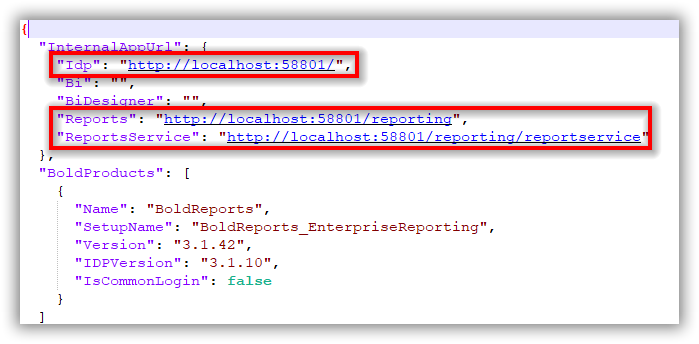 {
"InternalAppUrl": {
"Idp": "http://localhost:58801/",
"Bi": "",
"BiDesigner": "",
"Reports": "http://localhost:58801/reporting",
"ReportsService": "http://localhost:58801/reporting/reportservice"
},
"BoldProducts": [
{
"Name": "BoldReports",
"SetupName": "BoldReports_EnterpriseReporting",
"Version": "3.1.42",
"IDPVersion": "3.1.10",
"IsCommonLogin": false
}
]